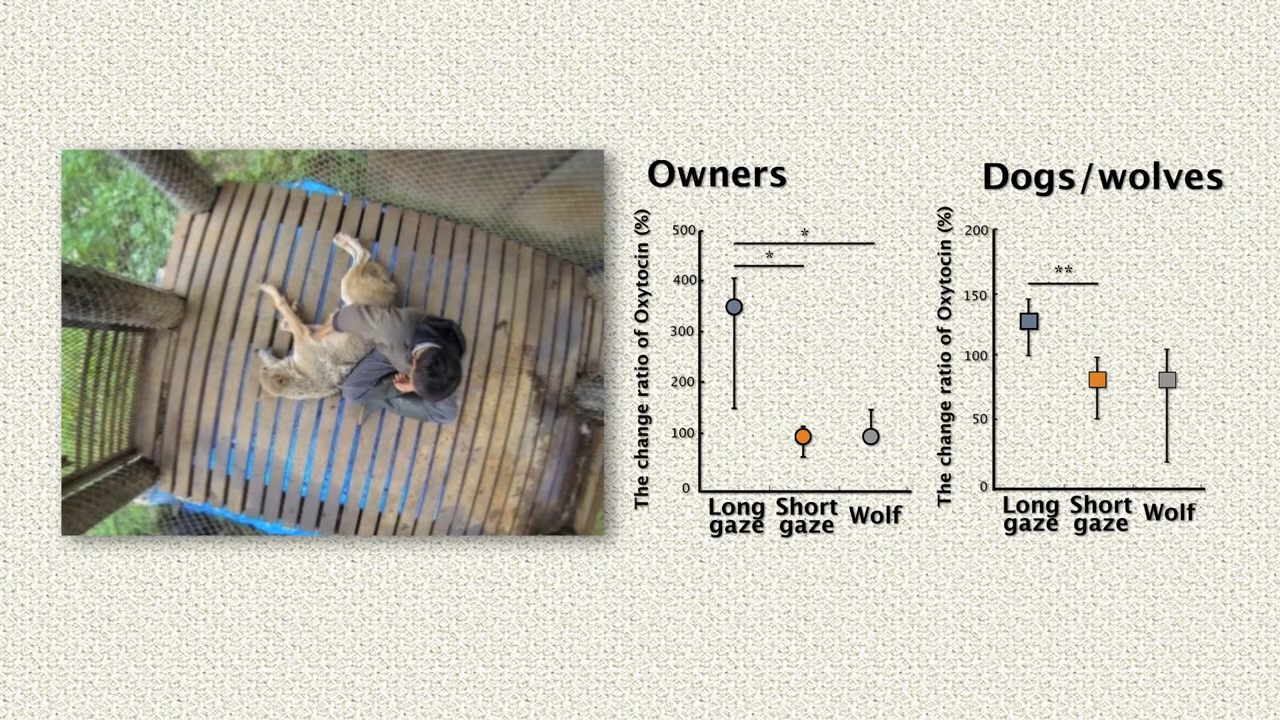 Owners
The change ratio of Oxytocin (%)
500
400
300
200
100
0
*
*
Long gaze
Short gaze
Wolf
Dogs/wolves
The change ratio of Oxytocin (%)
200
150
100
50
0
**
Long gaze
Short gaze
Wolf